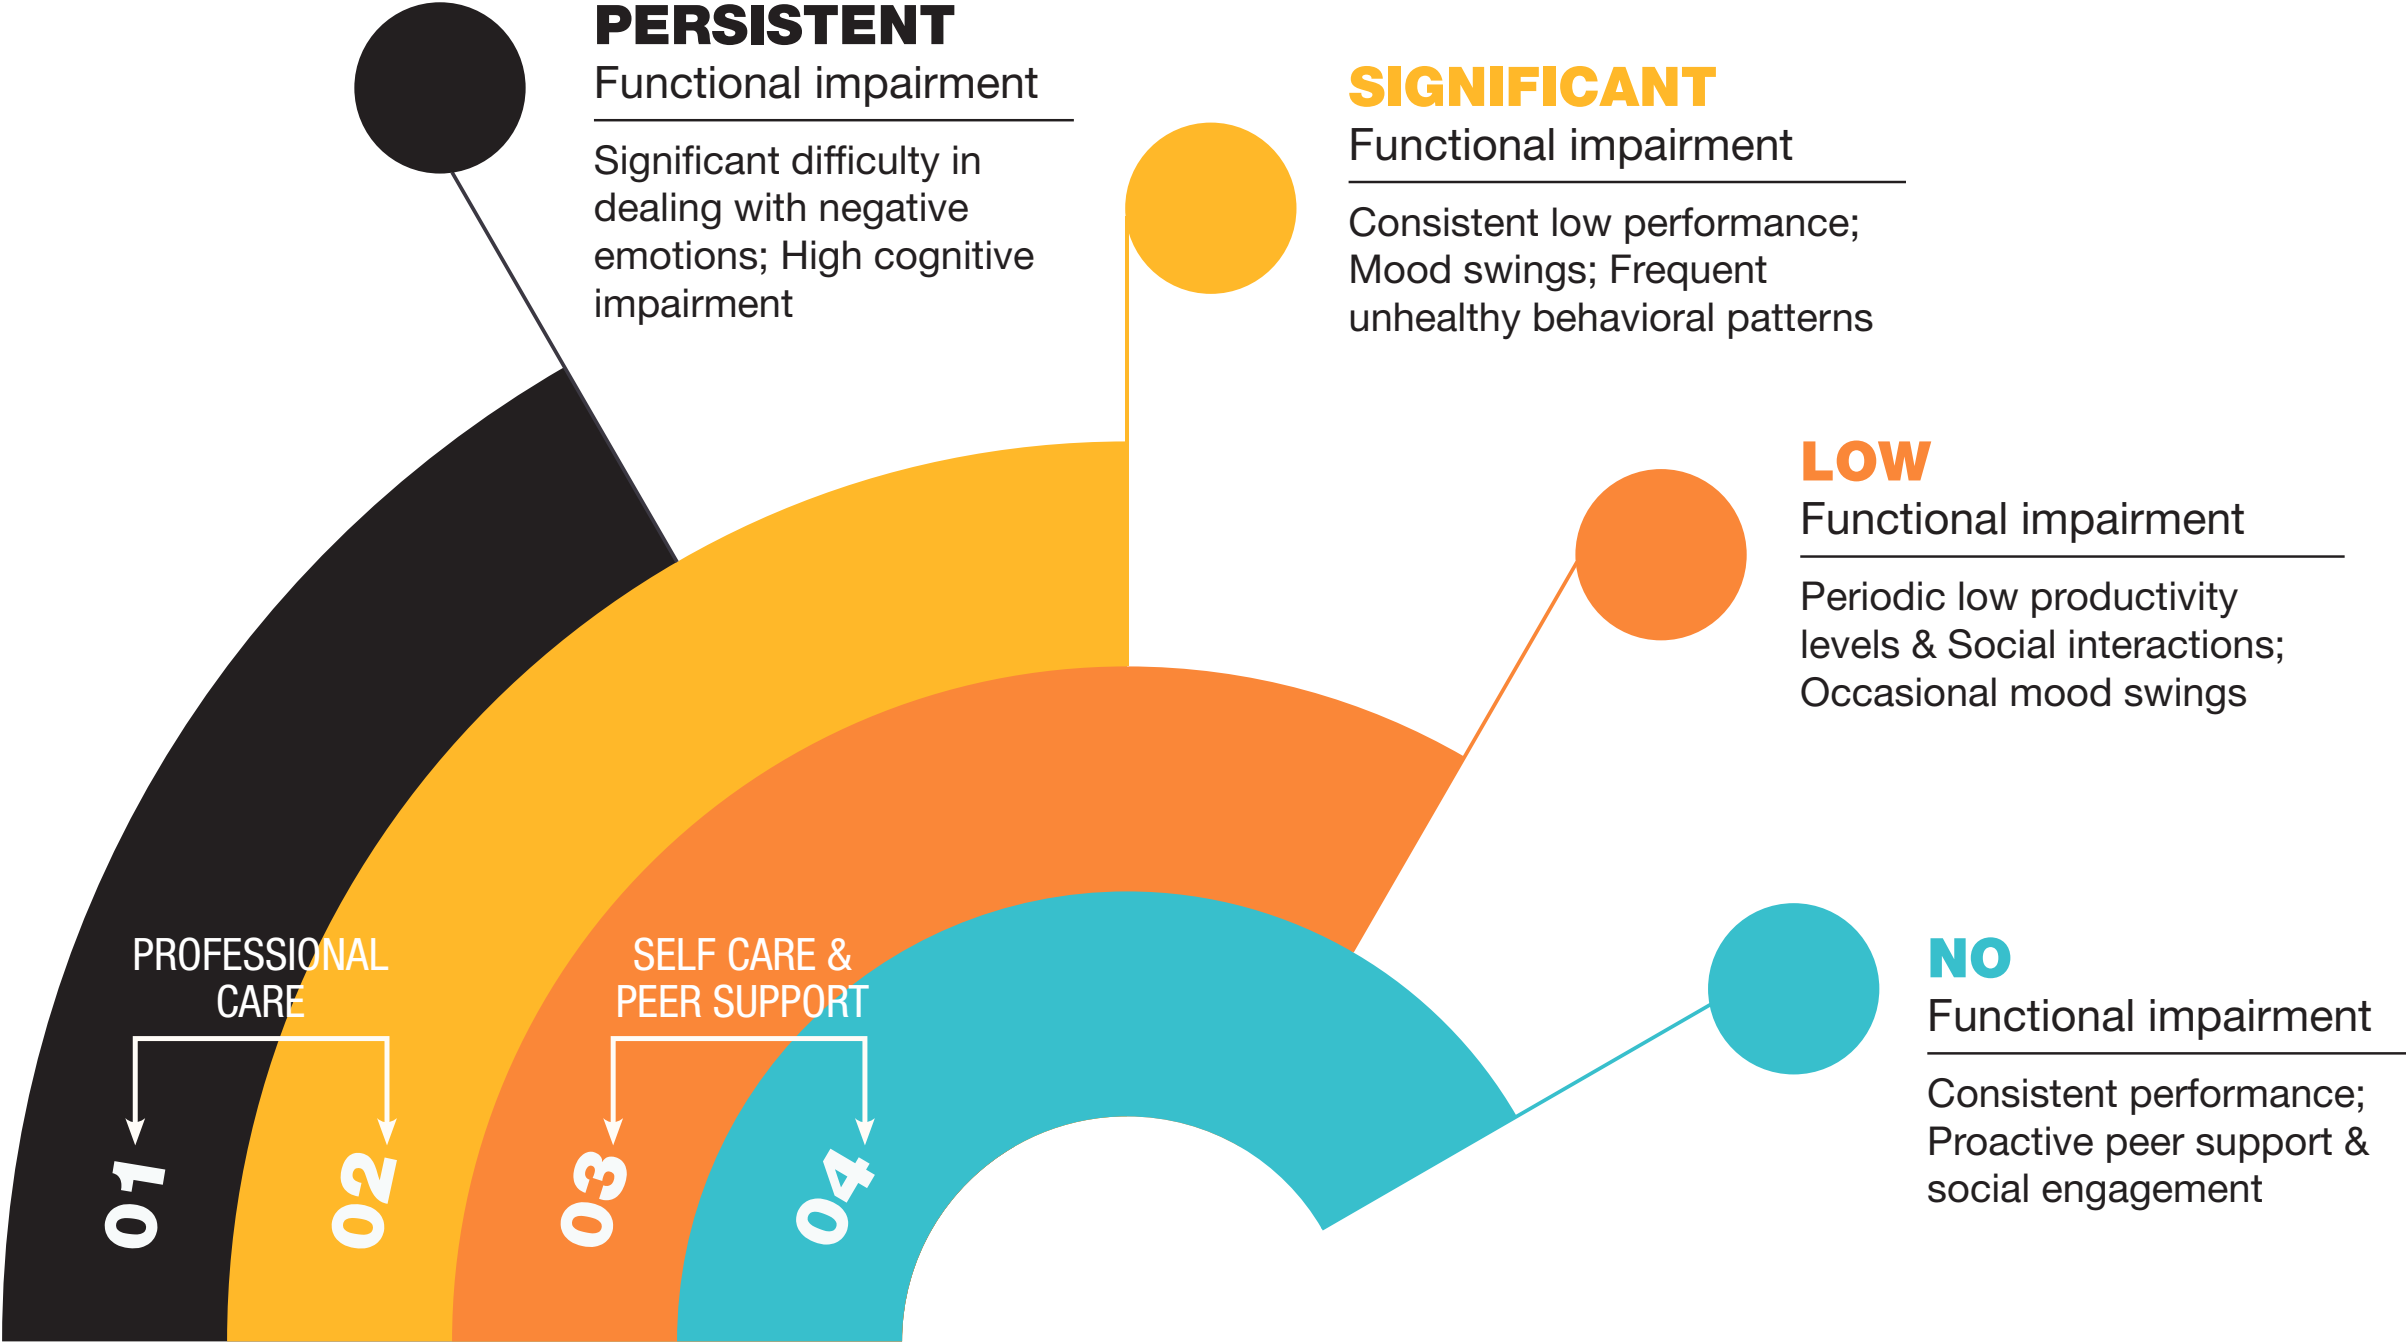 PERSISTENT
Functional impairment
Significant difficulty in
dealing with negative
emotions; High cognitive
impairment
SIGNIFICANT
Functional impairment
Consistent low performance;
Mood swings; Frequent
unhealthy behavioral patterns
LOW
Functional impairment
Periodic low productivity
levels & Social interactions;
Occasional mood swings
NO
Functional impairment
Consistent performance;
Proactive peer support &
social engagement
PROFESSIONAL
CARE
01
02
SELF CARE &
PEER SUPPORT
03
04